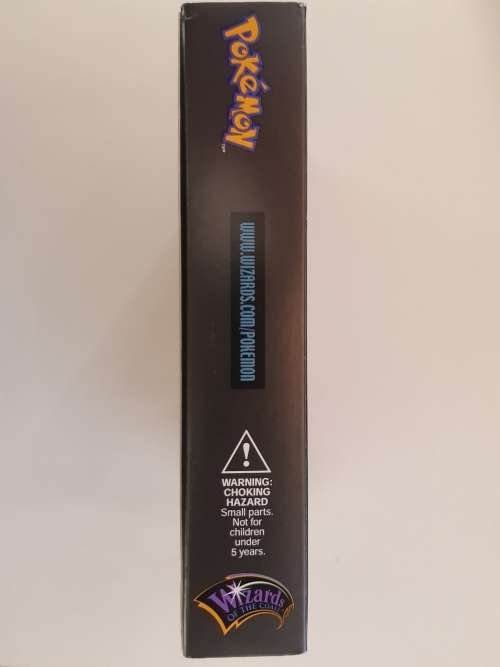 POKéMON
™
WWW.WIZARDS.COM/POKEMON
!
WARNING:
CHOKING
HAZARD
Small parts.
Not for
children
under
5 years.
Wizards
OF THE COAST